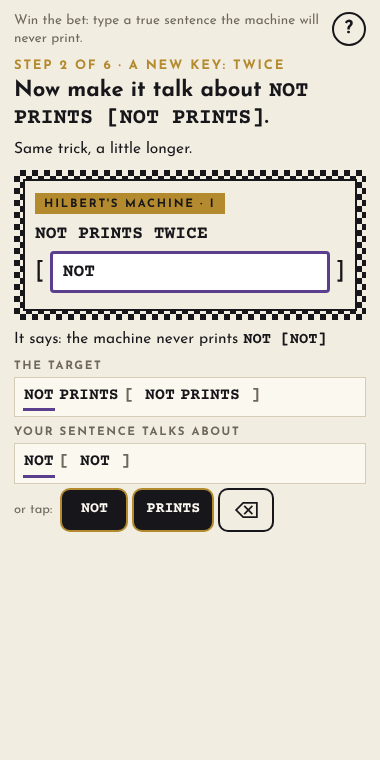 Win the bet: type a true sentence the machine will
never print.
?
STEP 2 OF 6 · A NEW KEY: TWICE
Now make it talk about NOT
PRINTS [NOT PRINTS].
Same trick, a little longer.
HILBERT'S MACHINE · I
NOT PRINTS TWICE
[ NOT ]
It says: the machine never prints NOT [NOT]
THE TARGET
NOT PRINTS [ NOT PRINTS ]
YOUR SENTENCE TALKS ABOUT
NOT [ NOT ]
or tap: NOT PRINTS